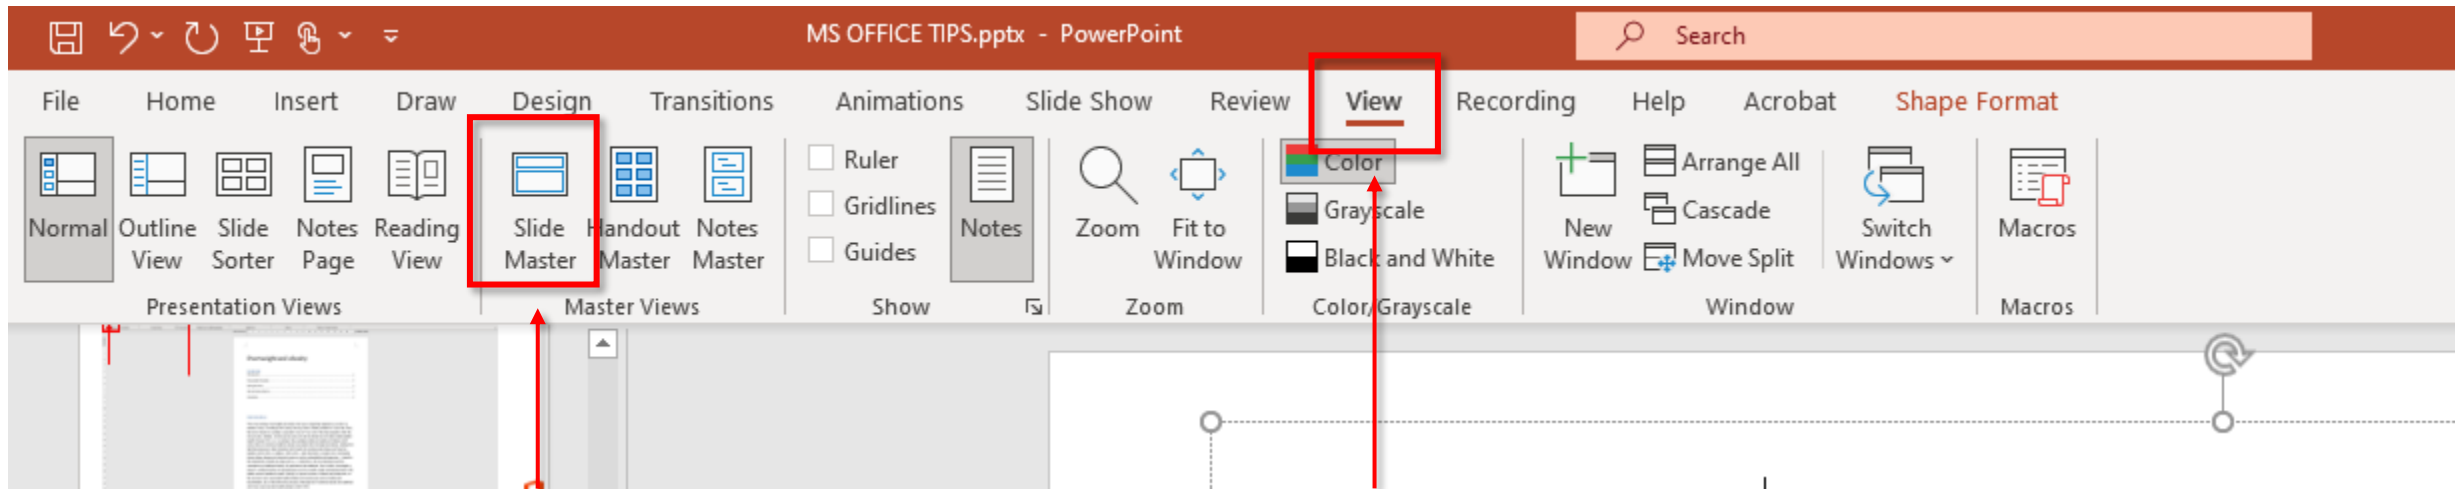 MS OFFICE TIPS.pptx - PowerPoint
Search
File Home Insert Draw Design Transitions Animations Slide Show Review View Recording Help Acrobat Shape Format
Normal
Outline
View
Slide
Sorter
Notes
Page
Reading
View
Presentation Views
Slide
Master
Handout
Master
Notes
Master
Master Views
Ruler
Gridlines
Guides
Notes
Show
Zoom
Fit to
Window
Zoom
Color
Grayscale
Black and White
Color/Grayscale
New
Window
Arrange All
Cascade
Move Split
Switch
Windows
Window
Macros
Macros